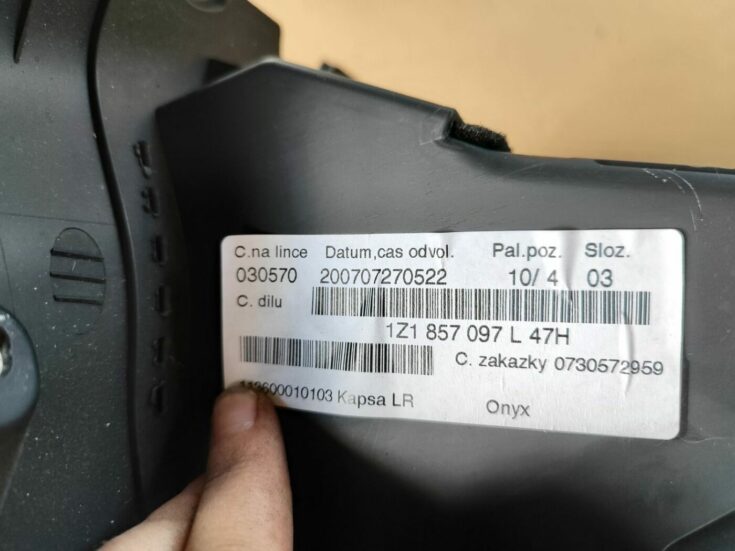 C.na lince Datum,cas odvol. Pal.poz. Sloz.
030570 200707270522 10/ 4 03
C. dilu
1Z1 857 097 L 47H
C. zakazky 0730572959
Kapsa LR Onyx